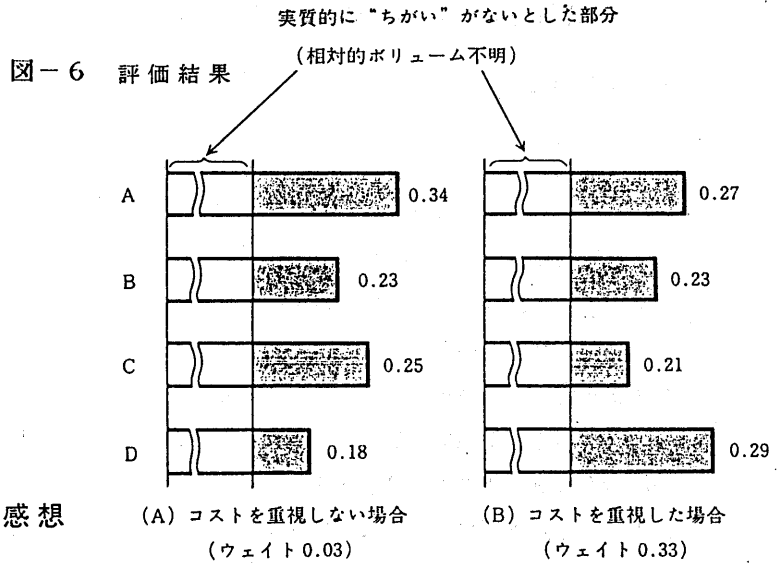 実質的に“ちがい”がないとした部分
(相対的ボリューム不明)
図-6 評価結果
A 0.34 0.27
B 0.23 0.23
C 0.25 0.21
D 0.18 0.29
感想
(A) コストを重視しない場合 (B) コストを重視した場合
(ウェイト0.03) (ウェイト0.33)